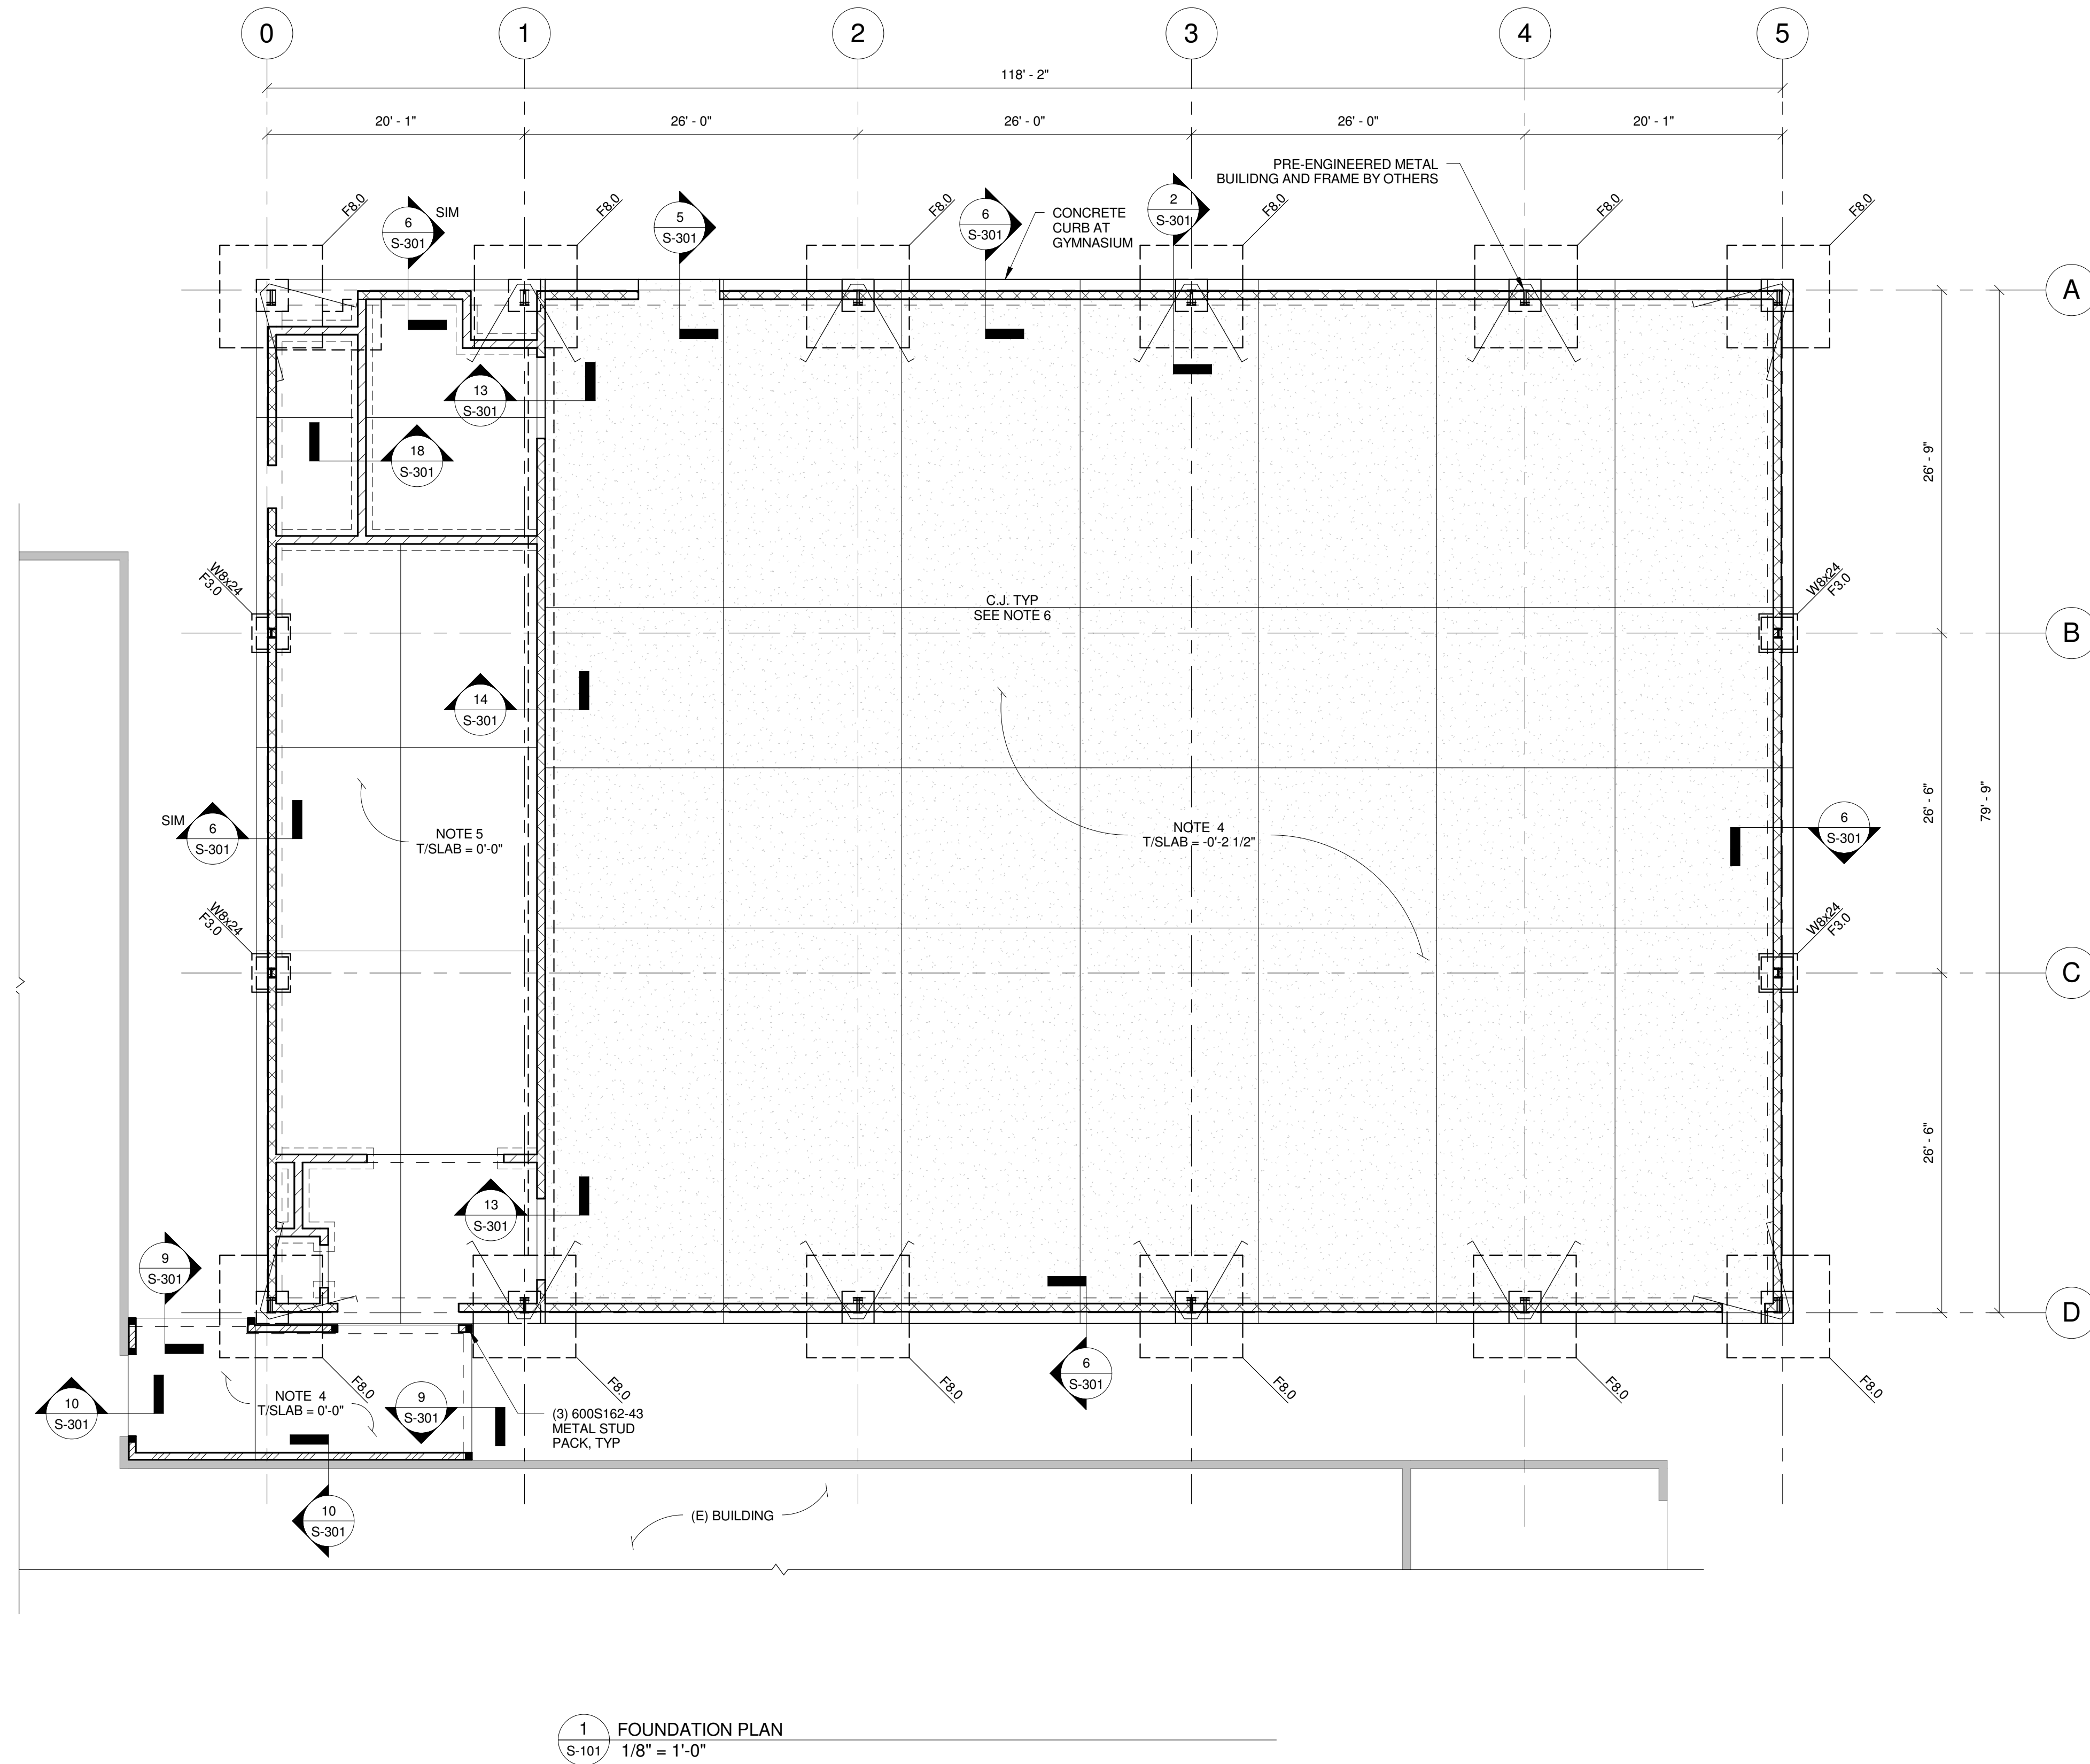 0
1
2
3
4
5
118' - 2"
20' - 1"
26' - 0"
26' - 0"
26' - 0"
20' - 1"
PRE-ENGINEERED METAL
BUILIDNG AND FRAME BY OTHERS
F8.0
6
S-301
SIM
F8.0
5
S-301
F8.0
6
S-301
CONCRETE
CURB AT
GYMNASIUM
2
S-301
F8.0
F8.0
F8.0
A
13
S-301
18
S-301
26' - 9"
W8x24
F3.0
C.J. TYP
SEE NOTE 6
W8x24
F3.0
B
14
S-301
SIM
6
S-301
NOTE 5
T/SLAB = 0'-0"
NOTE 4
T/SLAB = -0'-2 1/2"
6
S-301
26' - 6"
79' - 9"
W8x24
F3.0
W8x24
F3.0
C
26' - 6"
13
S-301
9
S-301
D
10
S-301
NOTE 4
T/SLAB = 0'-0"
F8.0
9
S-301
(3) 600S162-43
METAL STUD
PACK, TYP
F8.0
F8.0
6
S-301
F8.0
F8.0
F8.0
10
S-301
(E) BUILDING
1
S-101
FOUNDATION PLAN
1/8" = 1'-0"